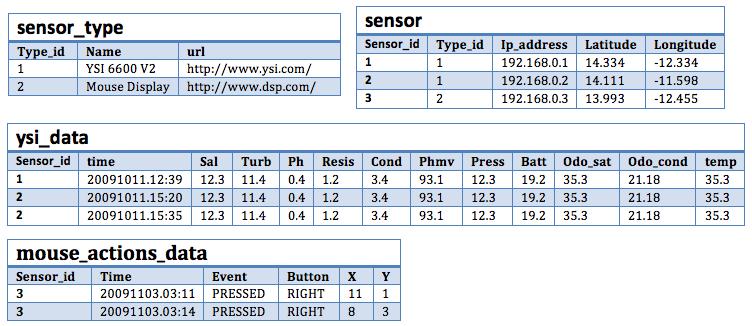 sensor_type
Type_id Name url
1 YSI 6600 V2 http://www.ysi.com/
2 Mouse Display http://www.dsp.com/
sensor
Sensor_id Type_id Ip_address Latitude Longitude
1 1 192.168.0.1 14.334 -12.334
2 1 192.168.0.2 14.111 -11.598
3 2 192.168.0.3 13.993 -12.455
ysi_data
Sensor_id time Sal Turb Ph Resis Cond Phmv Press Batt Odo_sat Odo_cond temp
1 20091011.12:39 12.3 11.4 0.4 1.2 3.4 93.1 12.3 19.2 35.3 21.18 35.3
2 20091011.15:20 12.3 11.4 0.4 1.2 3.4 93.1 12.3 19.2 35.3 21.18 35.3
2 20091011.15:35 12.3 11.4 0.4 1.2 3.4 93.1 12.3 19.2 35.3 21.18 35.3
mouse_actions_data
Sensor_id Time Event Button X Y
3 20091103.03:11 PRESSED RIGHT 11 1
3 20091103.03:14 PRESSED RIGHT 8 3